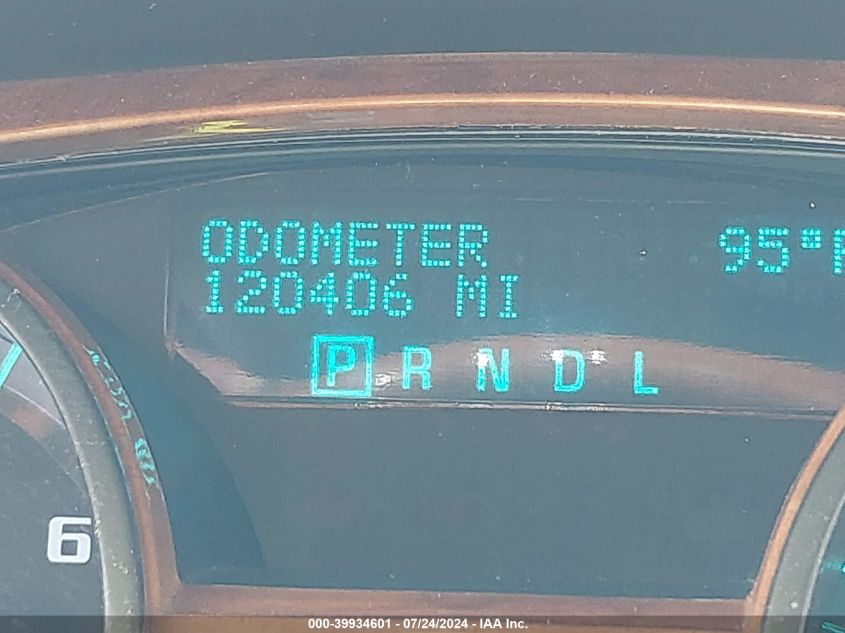 ODOMETER 95°F
120406 MI
P R N D L
6
000-39934601 - 07/24/2024 - IAA Inc.